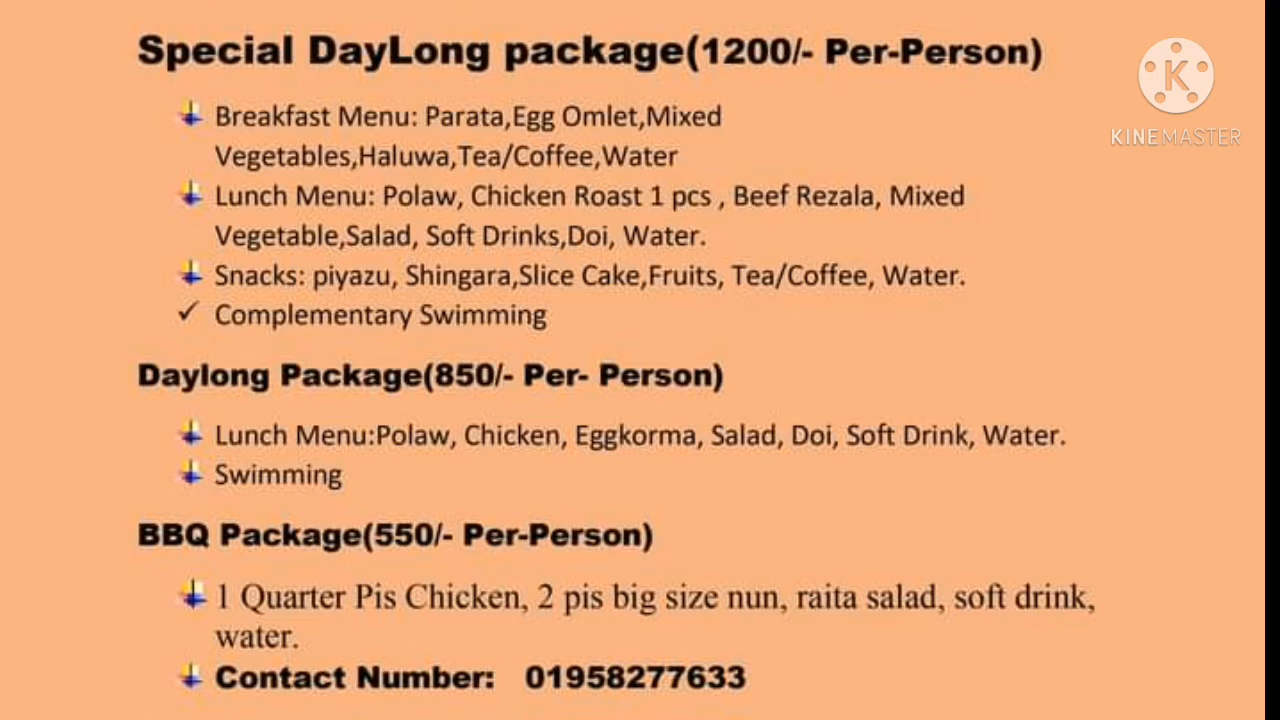 Special DayLong package(1200/- Per-Person)
Breakfast Menu: Parata,Egg Omlet,Mixed
Vegetables,Haluwa,Tea/Coffee,Water
Lunch Menu: Polaw, Chicken Roast 1 pcs , Beef Rezala, Mixed
Vegetable,Salad, Soft Drinks,Doi, Water.
Snacks: piyazu, Shingara,Slice Cake,Fruits, Tea/Coffee, Water.
Complementary Swimming
Daylong Package(850/- Per- Person)
Lunch Menu:Polaw, Chicken, Eggkorma, Salad, Doi, Soft Drink, Water.
Swimming
BBQ Package(550/- Per-Person)
1 Quarter Pis Chicken, 2 pis big size nun, raita salad, soft drink,
water.
Contact Number: 01958277633
K
KINEMASTER